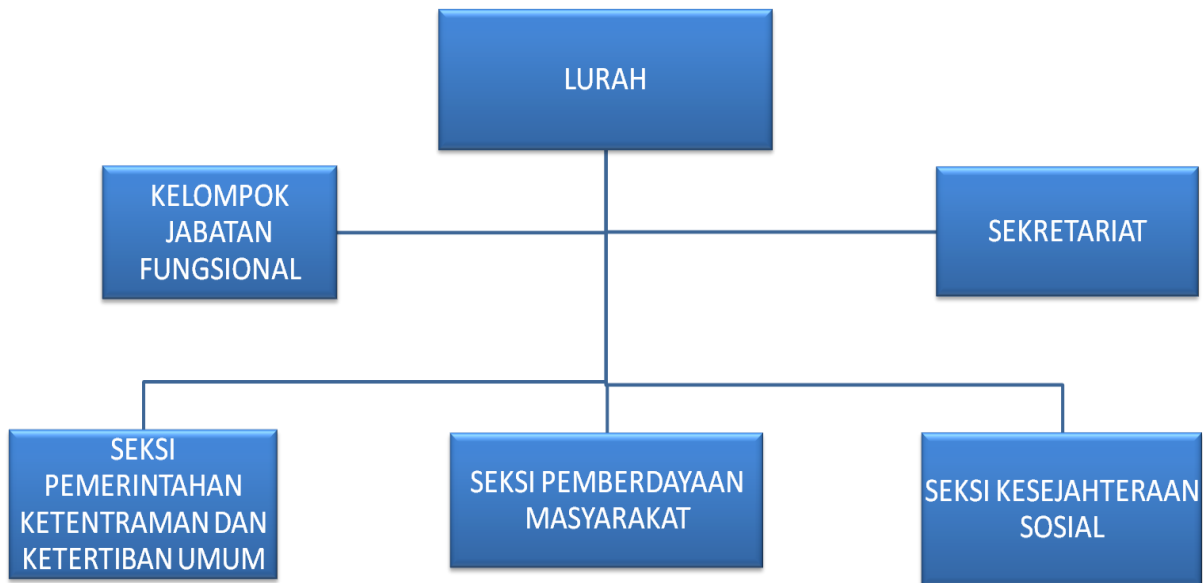 LURAH
KELOMPOK
JABATAN
FUNGSIONAL
SEKRETARIAT
SEKSI
PEMERINTAHAN
KETENTRAMAN DAN
KETERTIBAN UMUM
SEKSI PEMBERDAYAAN
MASYARAKAT
SEKSI KESEJAHTERAAN
SOSIAL